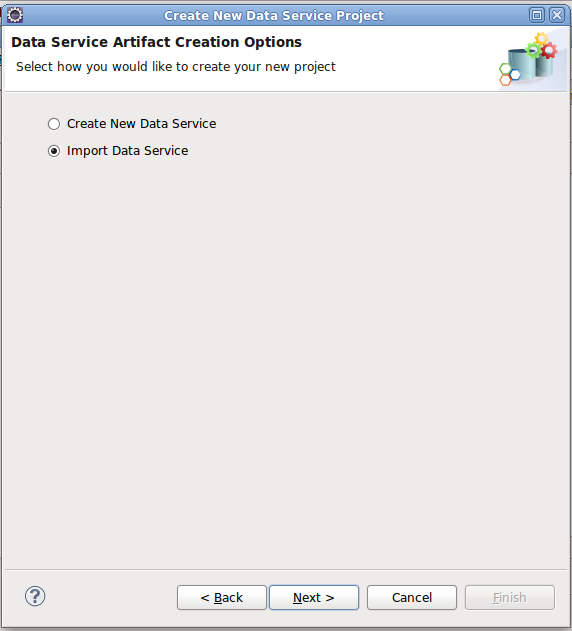 Create New Data Service Project
Data Service Artifact Creation Options
Select how you would like to create your new project
Create New Data Service
Import Data Service
?
< Back
Next >
Cancel
Finish